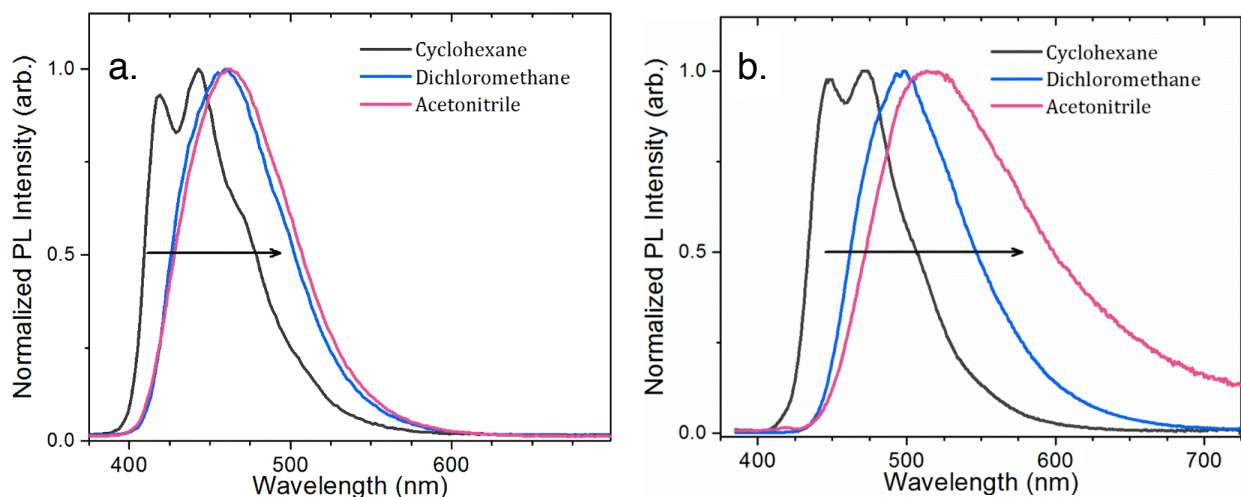 a.
Cyclohexane
Dichloromethane
Acetonitrile
Normalized PL Intensity (arb.)
1.0
0.5
0.0
400
500
600
Wavelength (nm)
b.
Cyclohexane
Dichloromethane
Acetonitrile
Normalized PL Intensity (arb.)
1.0
0.5
0.0
400
500
600
700
Wavelength (nm)